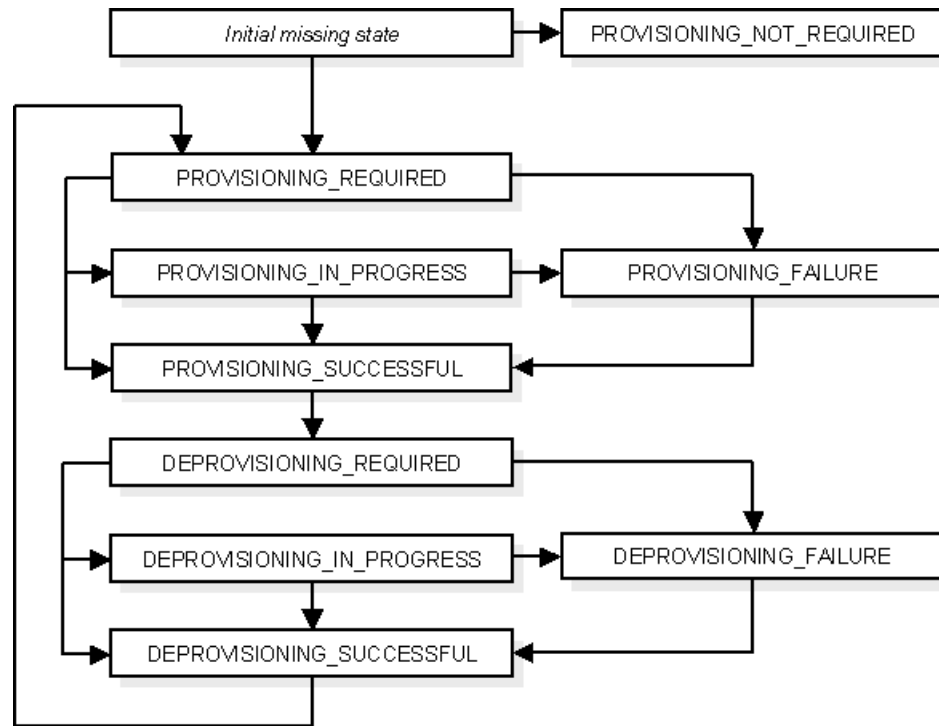 Initial missing state
PROVISIONING_NOT_REQUIRED
PROVISIONING_REQUIRED
PROVISIONING_IN_PROGRESS
PROVISIONING_FAILURE
PROVISIONING_SUCCESSFUL
DEPROVISIONING_REQUIRED
DEPROVISIONING_IN_PROGRESS
DEPROVISIONING_FAILURE
DEPROVISIONING_SUCCESSFUL